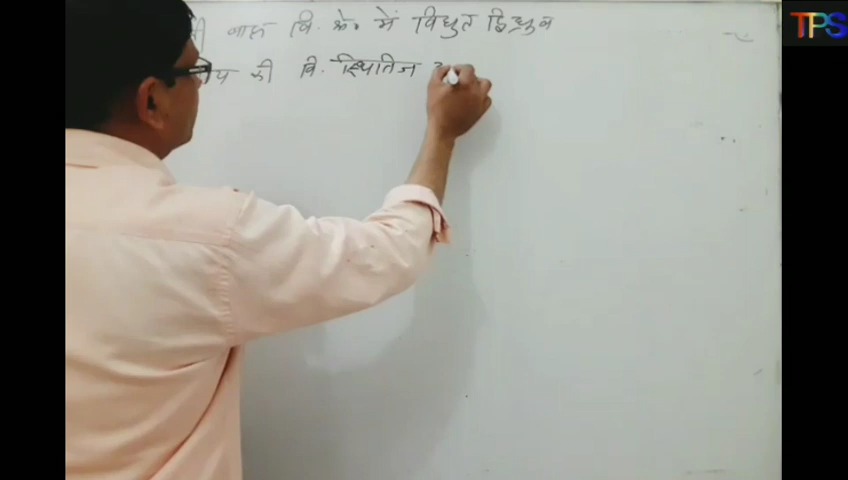 TPS
बाह्य वि. क्षे. में विधुत द्विध्रुव
की वि. स्थितिज